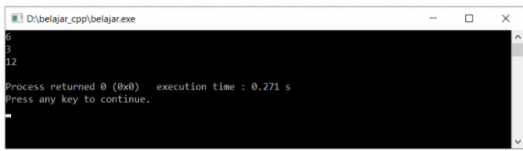 D:\belajar_cpp\belajar.exe
6
3
12
Process returned 0 (0x0)   execution time : 0.271 s
Press any key to continue.